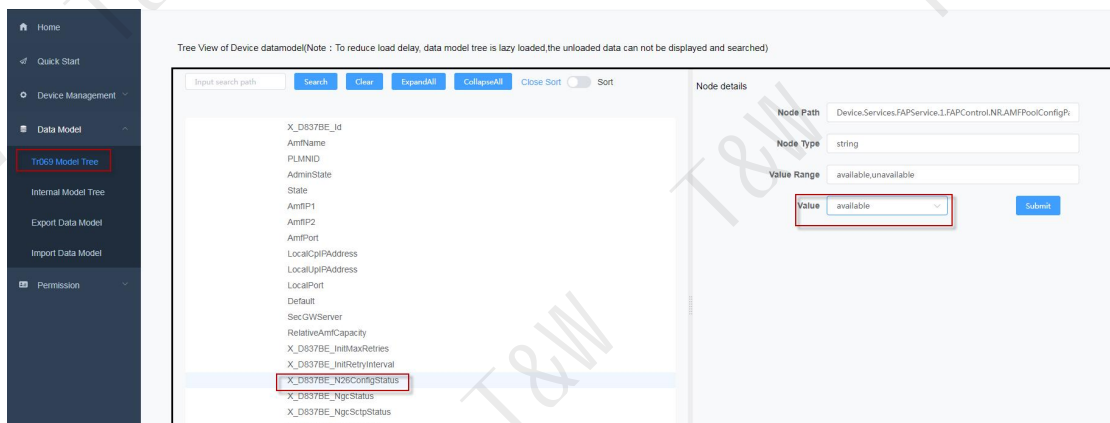 Home
Quick Start
Device Management
Data Model
Tr069 Model Tree
Internal Model Tree
Export Data Model
Import Data Model
Permission
Tree View of Device datamodel(Note：To reduce load delay, data model tree is lazy loaded,the unloaded data can not be displayed and searched)
Input search path Search Clear ExpandAll CollapseAll Close Sort Sort
X_D837BE_Id
AmfName
PLMNID
AdminState
State
AmfIP1
AmfIP2
AmfPort
LocalCpIPAddress
LocalUpIPAddress
LocalPort
Default
SecGWServer
RelativeAmfCapacity
X_D837BE_InitMaxRetries
X_D837BE_InitRetryInterval
X_D837BE_N26ConfigStatus
X_D837BE_NgcStatus
X_D837BE_NgcSctpStatus
Node details
Node Path Device.Services.FAPService.1.FAPControl.NR.AMFPoolConfigPa
Node Type string
Value Range available,unavailable
Value available Submit
T&W
T&W
T&W